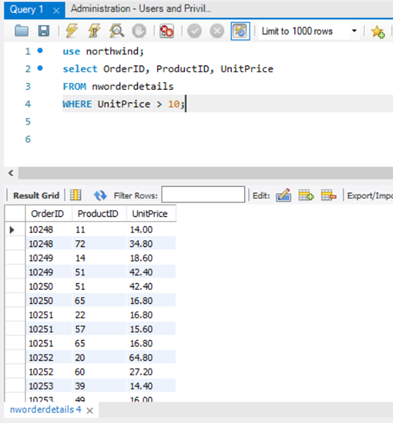 Query 1 Administration - Users and Privil...
Limit to 1000 rows
1 use northwind;
2 select OrderID, ProductID, UnitPrice
3 FROM nworderdetails
4 WHERE UnitPrice > 10;
5
6
Result Grid Filter Rows: Edit: Export/Impo
OrderID ProductID UnitPrice
10248 11 14.00
10248 72 34.80
10249 14 18.60
10249 51 42.40
10250 51 42.40
10250 65 16.80
10251 22 16.80
10251 57 15.60
10251 65 16.80
10252 20 64.80
10252 60 27.20
10253 39 14.40
10253 49 16.00
nworderdetails 4